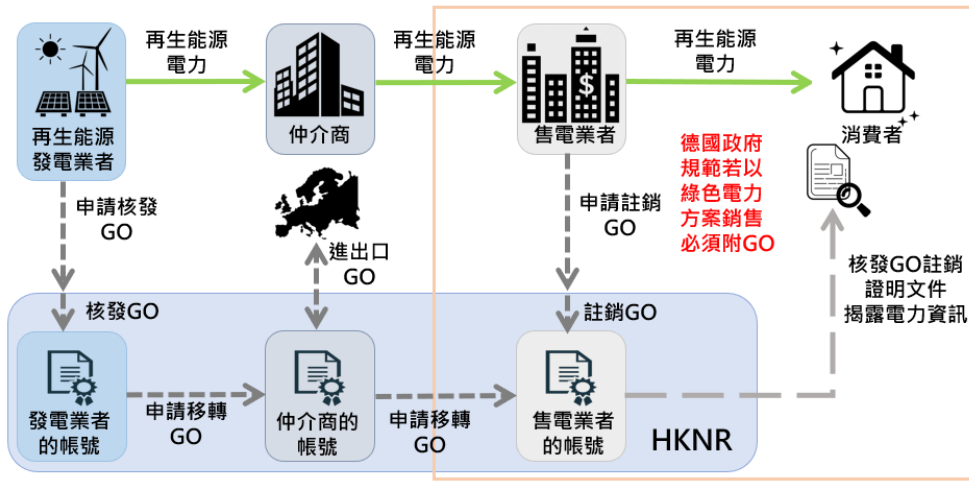 再生能源
電力
再生能源
電力
再生能源
電力
再生能源
發電業者
仲介商
$
售電業者
消費者
德國政府
規範若以
綠色電力
方案銷售
必須附GO
申請核發
GO
進出口
GO
申請註銷
GO
核發GO註銷
證明文件
揭露電力資訊
核發GO
註銷GO
發電業者
的帳號
申請移轉
GO
仲介商的
帳號
申請移轉
GO
售電業者
的帳號
HKNR